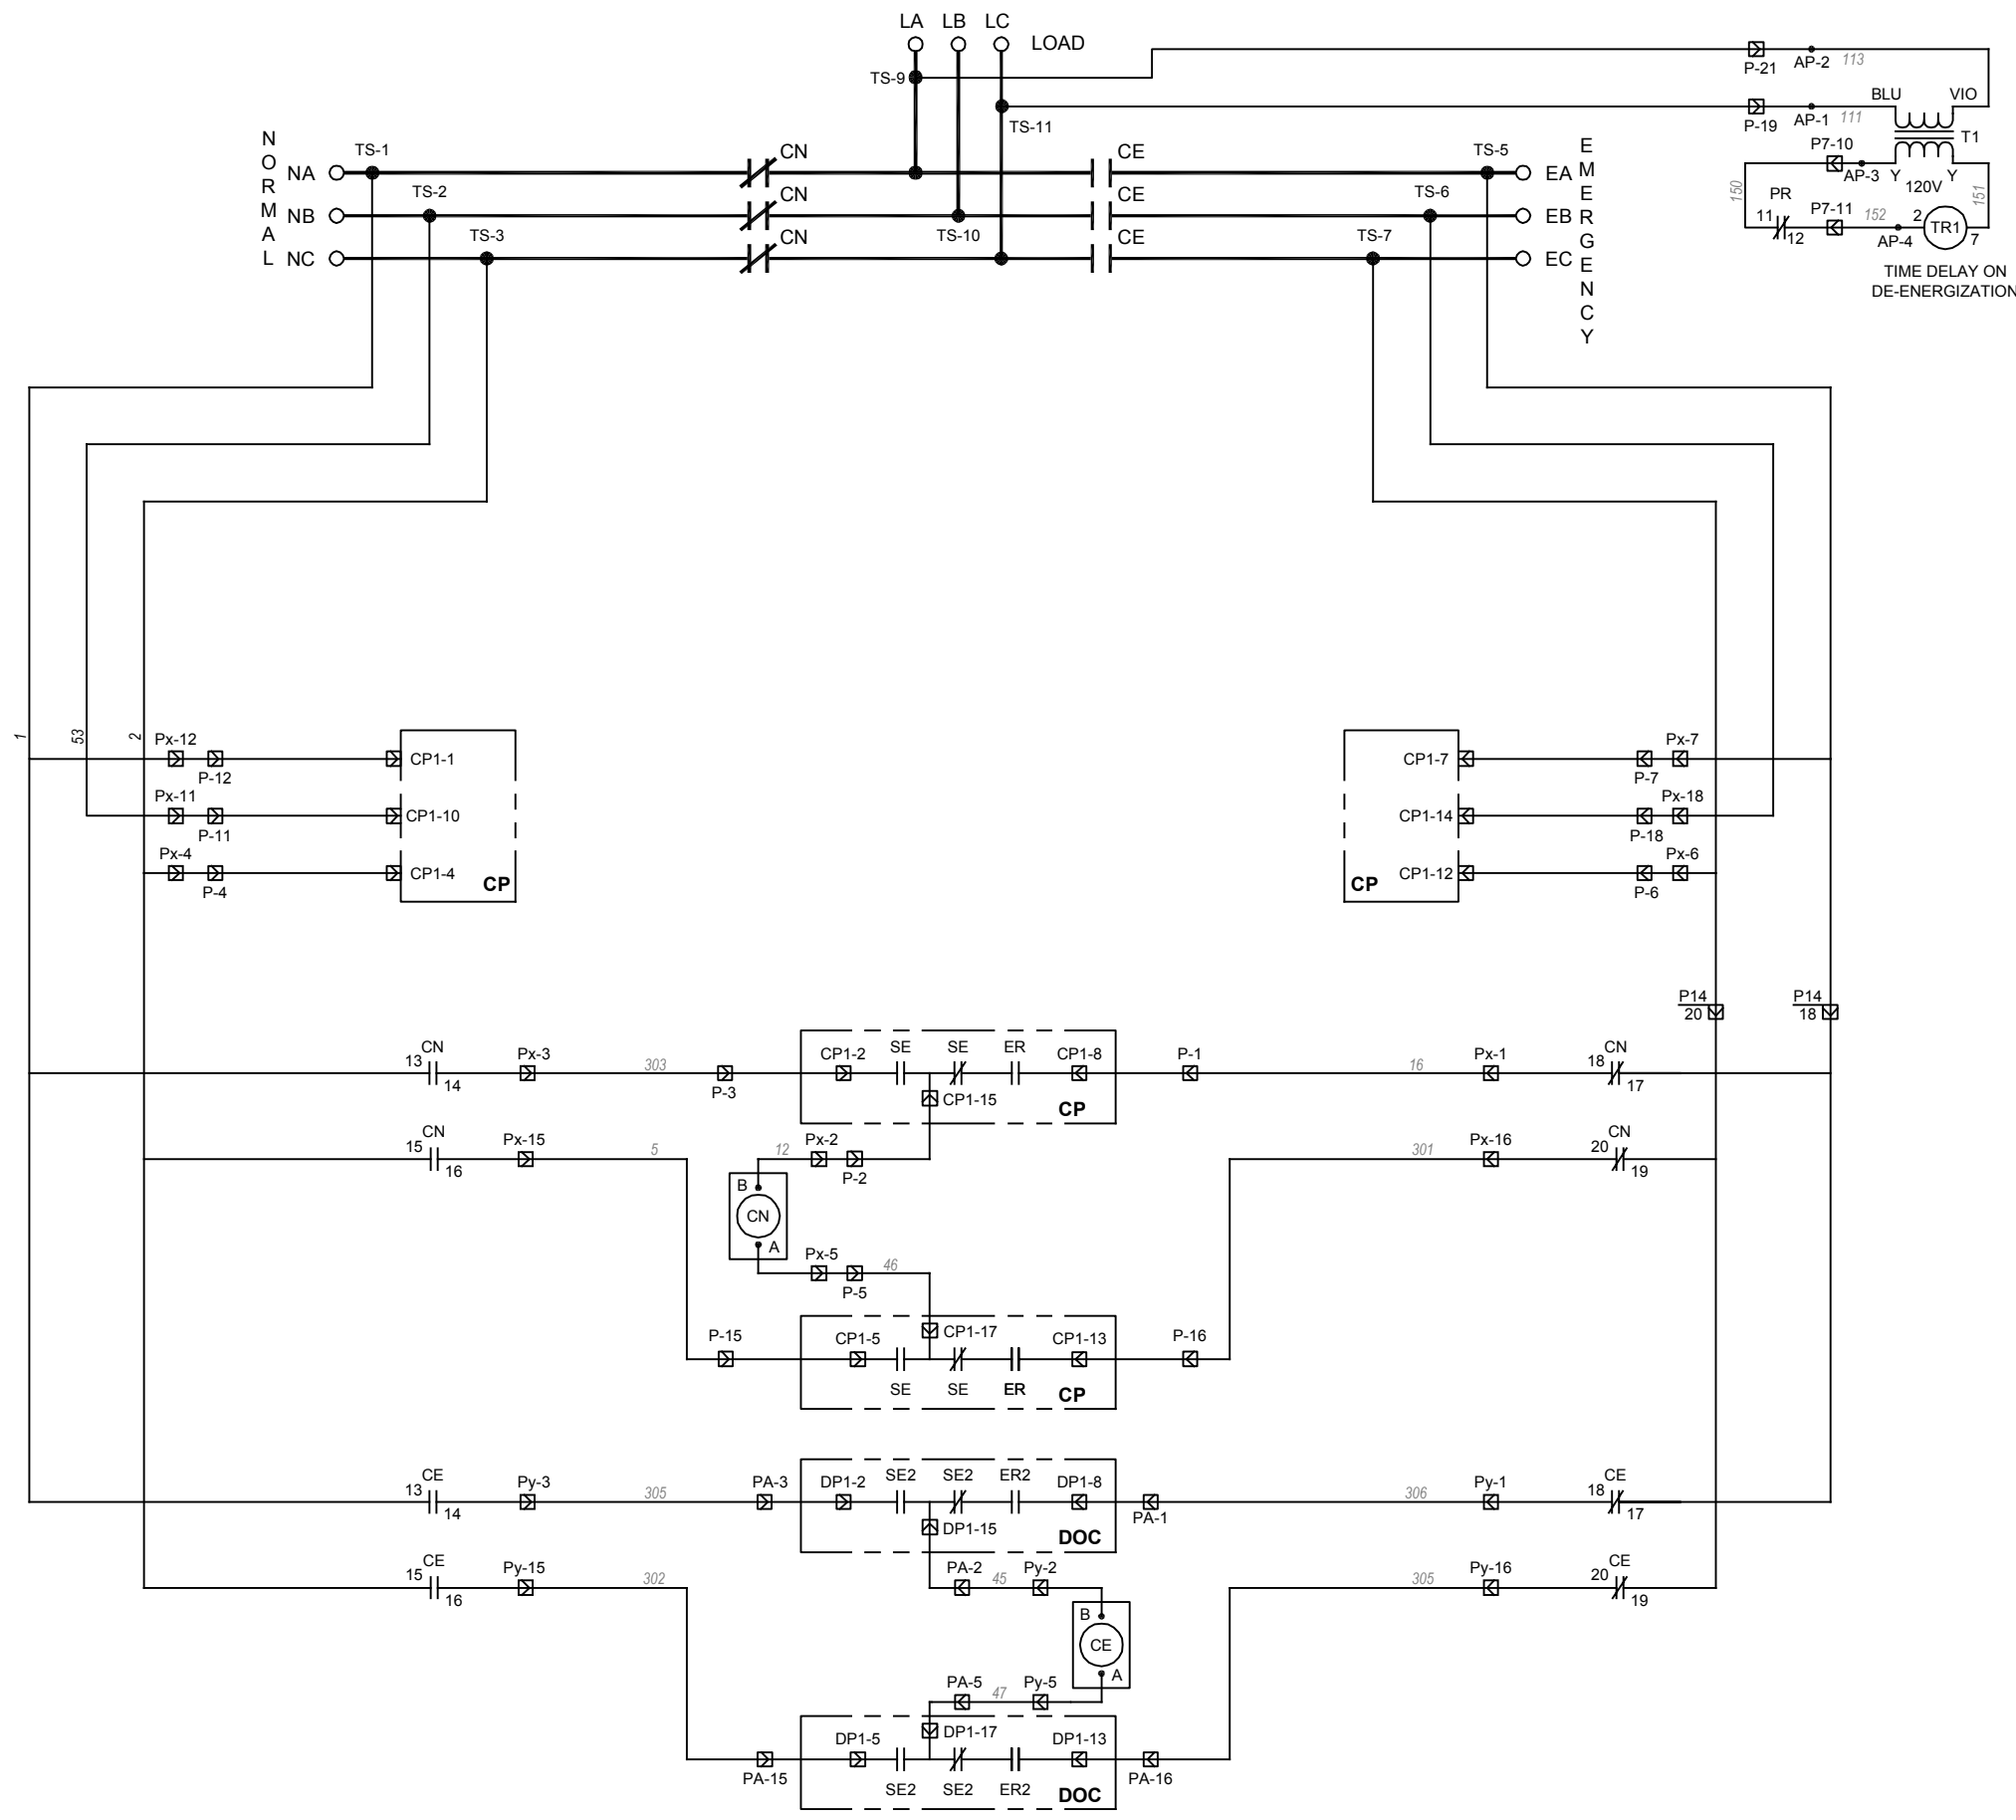 LA LB LC
LOAD
TS-9
TS-11
P-21 AP-2 113
BLU VIO
P-19 AP-1 111
T1
P7-10
AP-3 Y Y
120V
150
151
PR
11 12
P7-11
152
AP-4
2 TR1 7
TIME DELAY ON
DE-ENERGIZATION
NORMAL
NA TS-1 CN CE TS-5 EA
NB TS-2 CN TS-10 CE TS-6 EB
NC TS-3 CN CE TS-7 EC
EMERGENCY
1 53 2
Px-12 P-12 CP1-1
Px-11 P-11 CP1-10
Px-4 P-4 CP1-4
CP
CP1-7 P-7 Px-7
CP1-14 P-18 Px-18
CP1-12 P-6 Px-6
CP
P14 20
P14 18
13 CN 14 Px-3 303 P-3 CP1-2 SE SE ER CP1-8 P-1 16 Px-1 18 CN 17
CP1-15
CP
15 CN 16 Px-15 5
12 Px-2 P-2
301 Px-16 20 CN 19
B
CN
A
Px-5 P-5 46
P-15 CP1-5 CP1-17 CP1-13 P-16
SE SE ER CP
13 CE 14 Py-3 305 PA-3 DP1-2 SE2 SE2 ER2 DP1-8 PA-1 306 Py-1 18 CE 17
DP1-15
DOC
15 CE 16 Py-15 302
PA-2 45 Py-2
305 Py-16 20 CE 19
B
CE
A
PA-5 47 Py-5
PA-15 DP1-5 DP1-17 DP1-13 PA-16
SE2 SE2 ER2 DOC